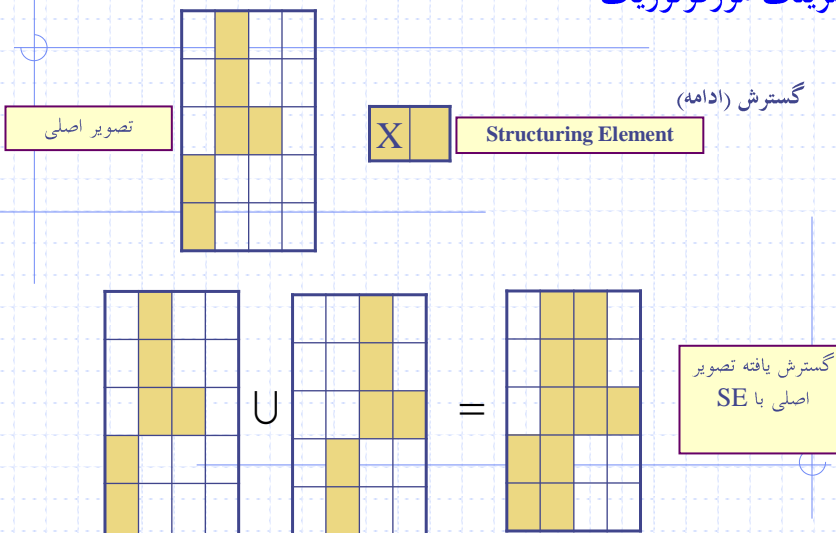 گسترش (ادامه)
تصویر اصلی
X
Structuring Element
∪
=
گسترش یافته تصویر
اصلی با SE